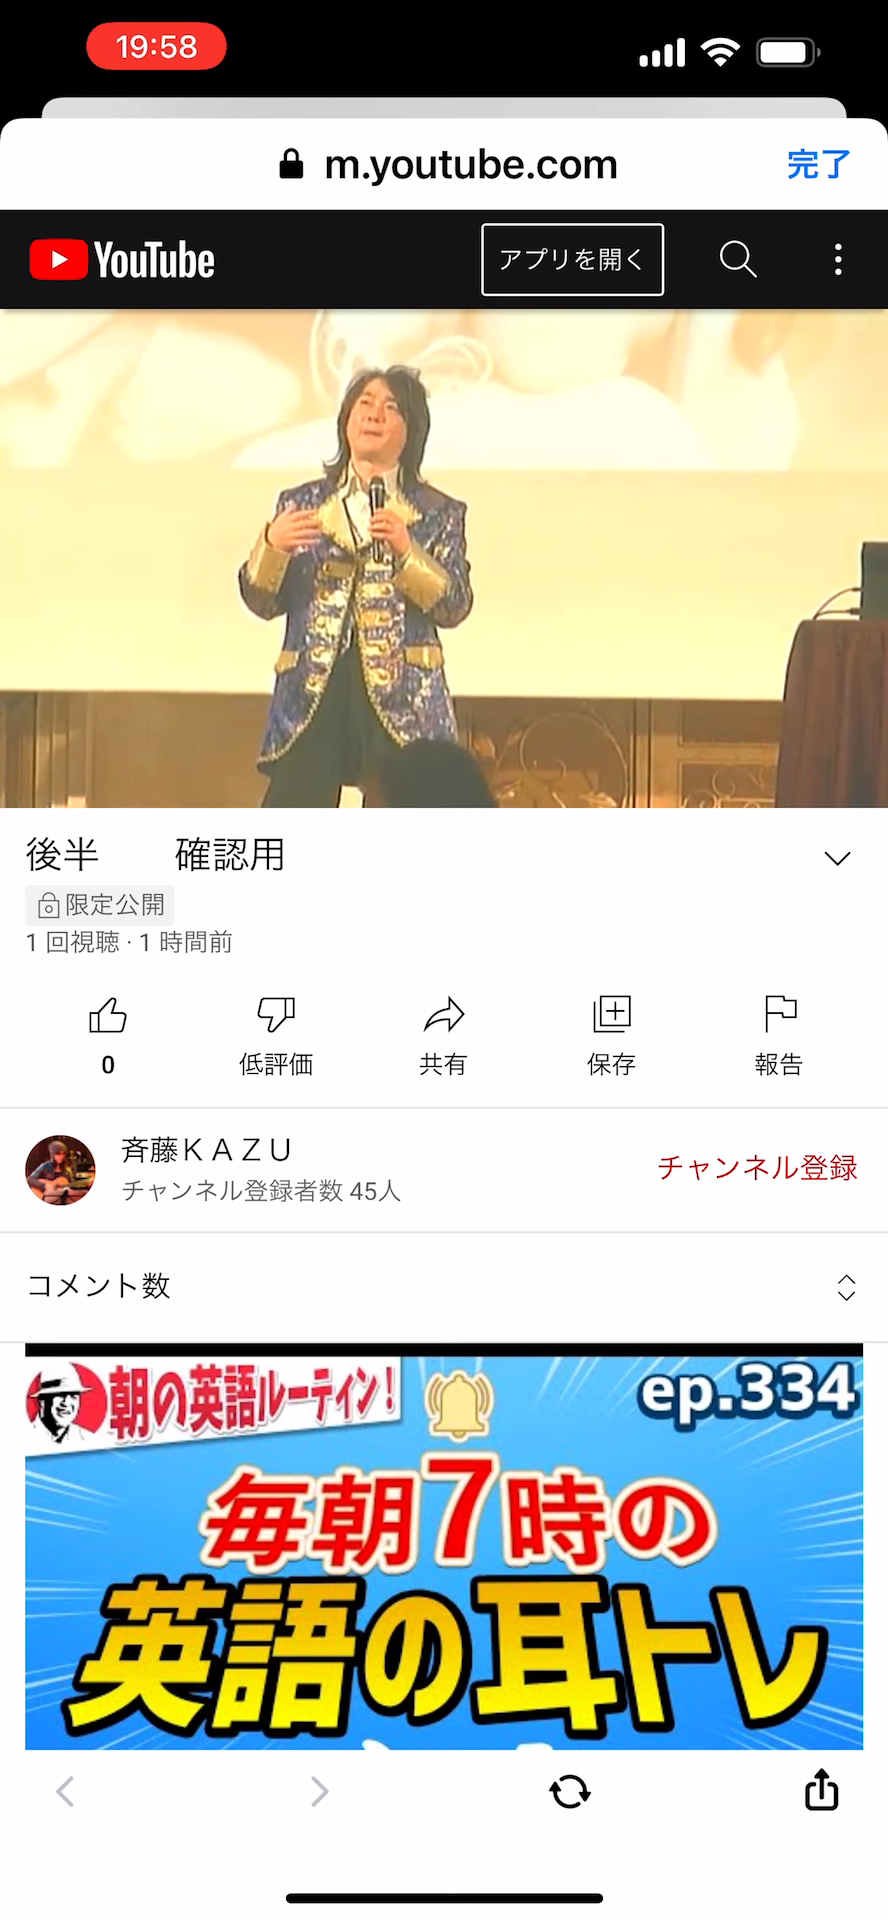 19:58
m.youtube.com
完了
YouTube
アプリを開く
後半　　確認用
限定公開
1 回視聴 · 1 時間前
0
低評価
共有
保存
報告
斉藤ＫＡＺＵ
チャンネル登録者数 45人
チャンネル登録
コメント数
朝の英語ルーティン!
ep.334
毎朝7時の
英語の耳トレ